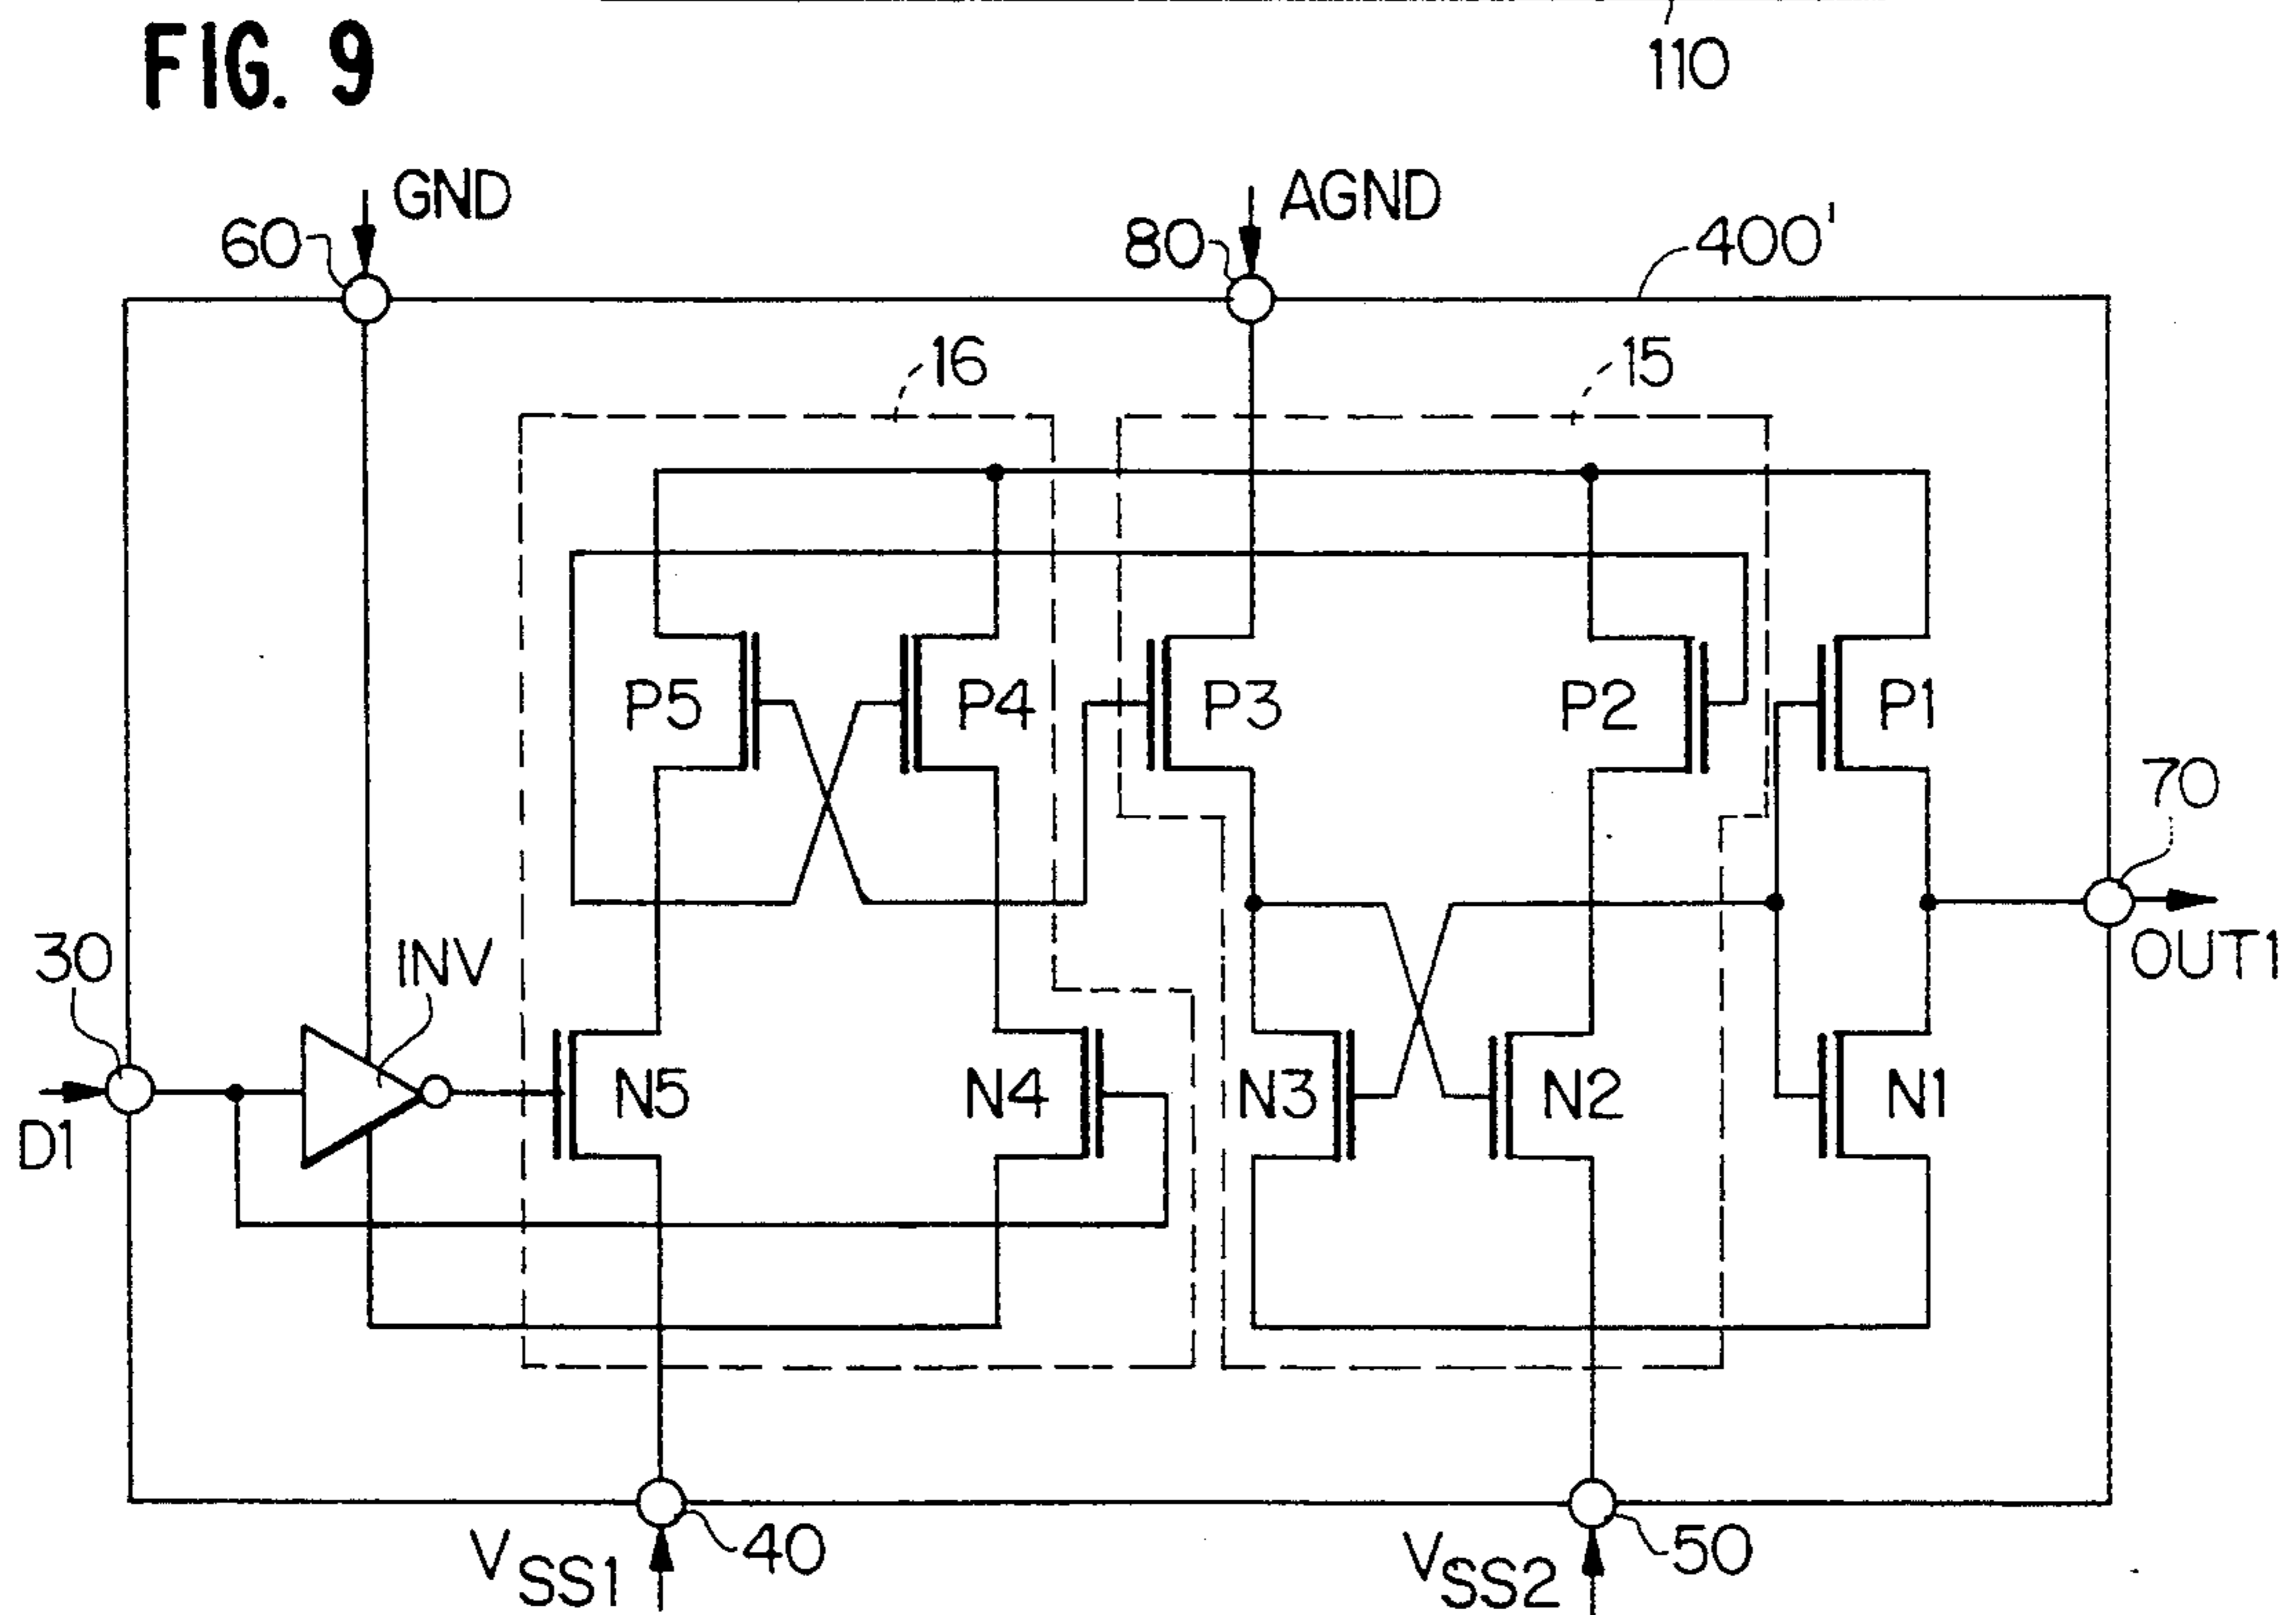 110
FIG. 9
GND
AGND
60
80
400'
16
15
P5
P4
P3
P2
P1
70
OUT1
30
INV
D1
N5
N4
N3
N2
N1
VSS1
40
VSS2
50